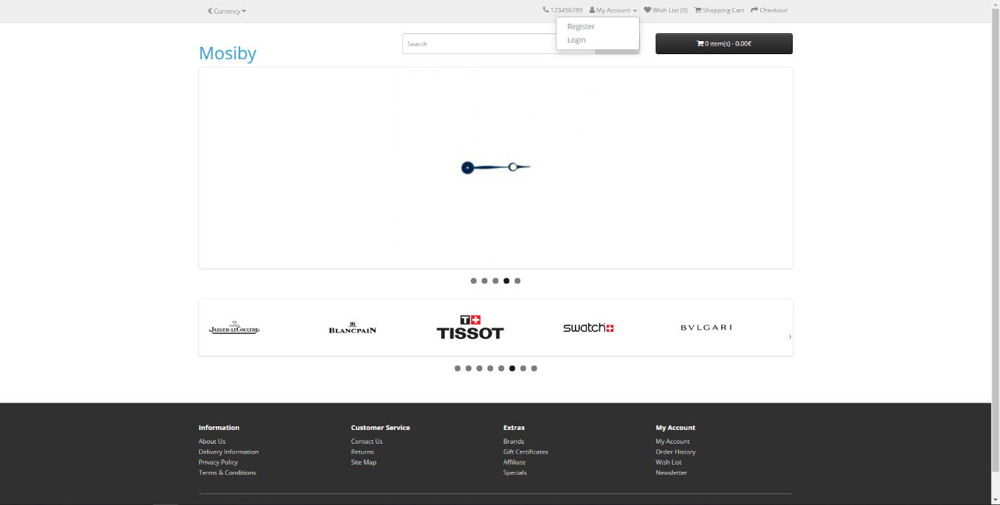 € Currency
123456789 My Account Wish List (0) Shopping Cart Checkout
Register
Login
Search
0 item(s) - 0.00€
Mosiby
JAEGER-LECOULTRE
JB
BLANCPAIN
T
TISSOT
swatch
BVLGARI
Information
About Us
Delivery Information
Privacy Policy
Terms & Conditions
Customer Service
Contact Us
Returns
Site Map
Extras
Brands
Gift Certificates
Affiliate
Specials
My Account
My Account
Order History
Wish List
Newsletter